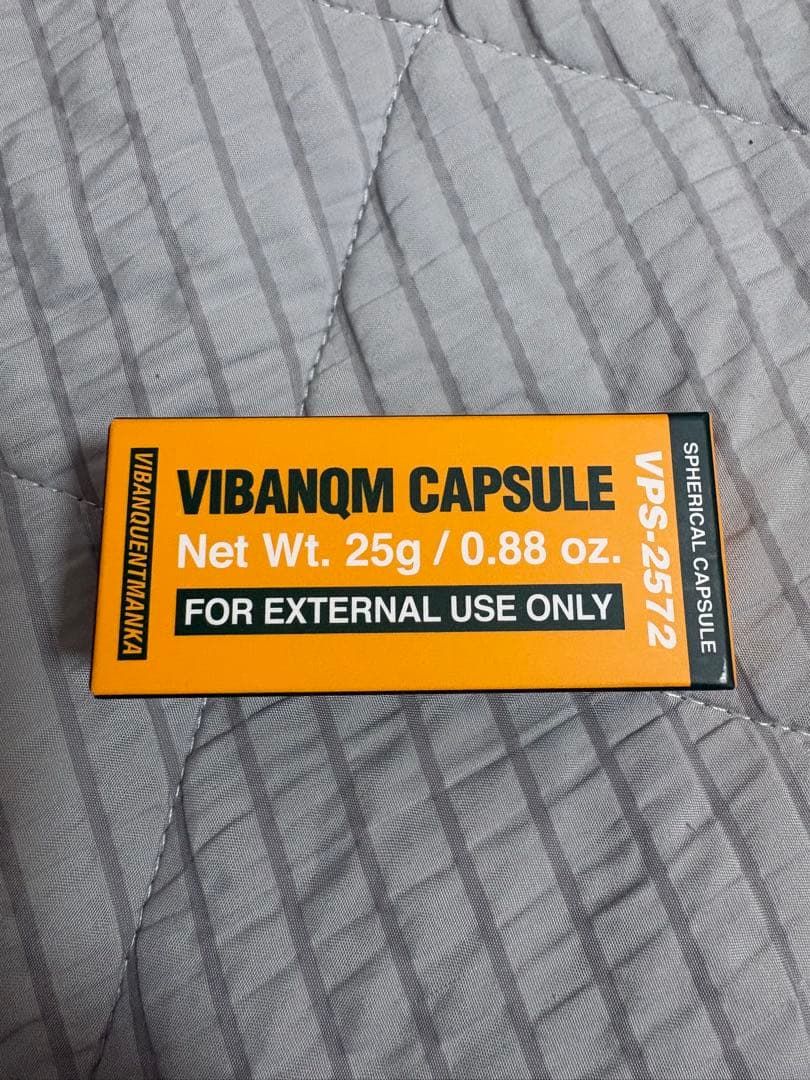 VIBANQUENTMANKA
VIBANQM CAPSULE
Net Wt. 25g / 0.88 oz.
FOR EXTERNAL USE ONLY
VPS-2572
SPHERICAL CAPSULE